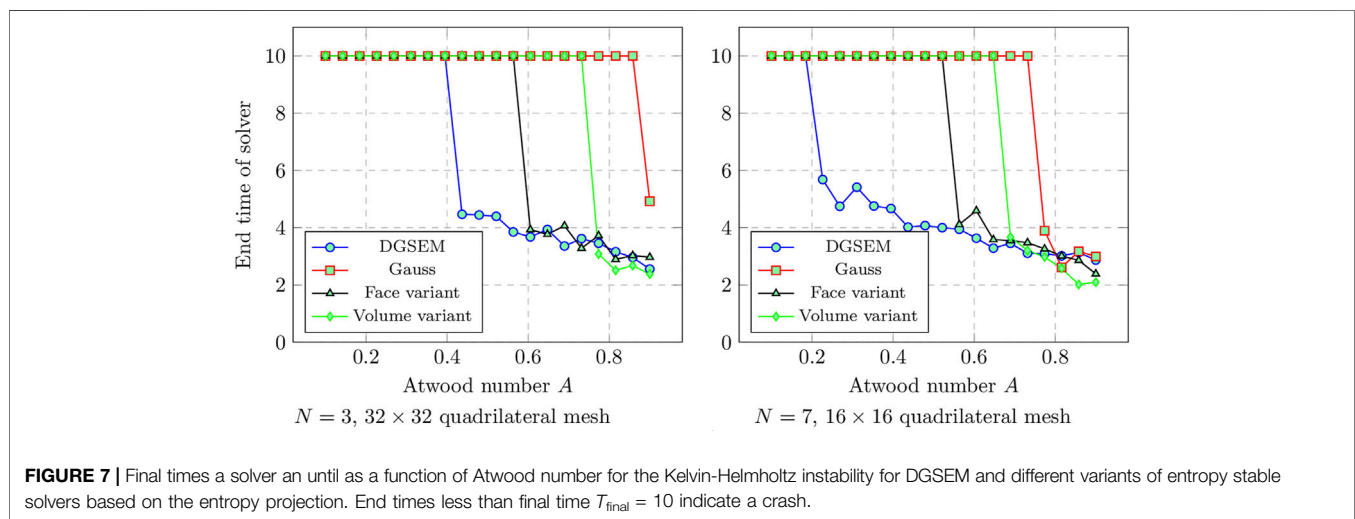 10
8
6
4
2
0
End time of solver
DGSEM
Gauss
Face variant
Volume variant
0.2 0.4 0.6 0.8
Atwood number A
N = 3, 32 × 32 quadrilateral mesh
10
8
6
4
2
0
DGSEM
Gauss
Face variant
Volume variant
0.2 0.4 0.6 0.8
Atwood number A
N = 7, 16 × 16 quadrilateral mesh
FIGURE 7 | Final times a solver an until as a function of Atwood number for the Kelvin-Helmholtz instability for DGSEM and different variants of entropy stable
solvers based on the entropy projection. End times less than final time T_final = 10 indicate a crash.